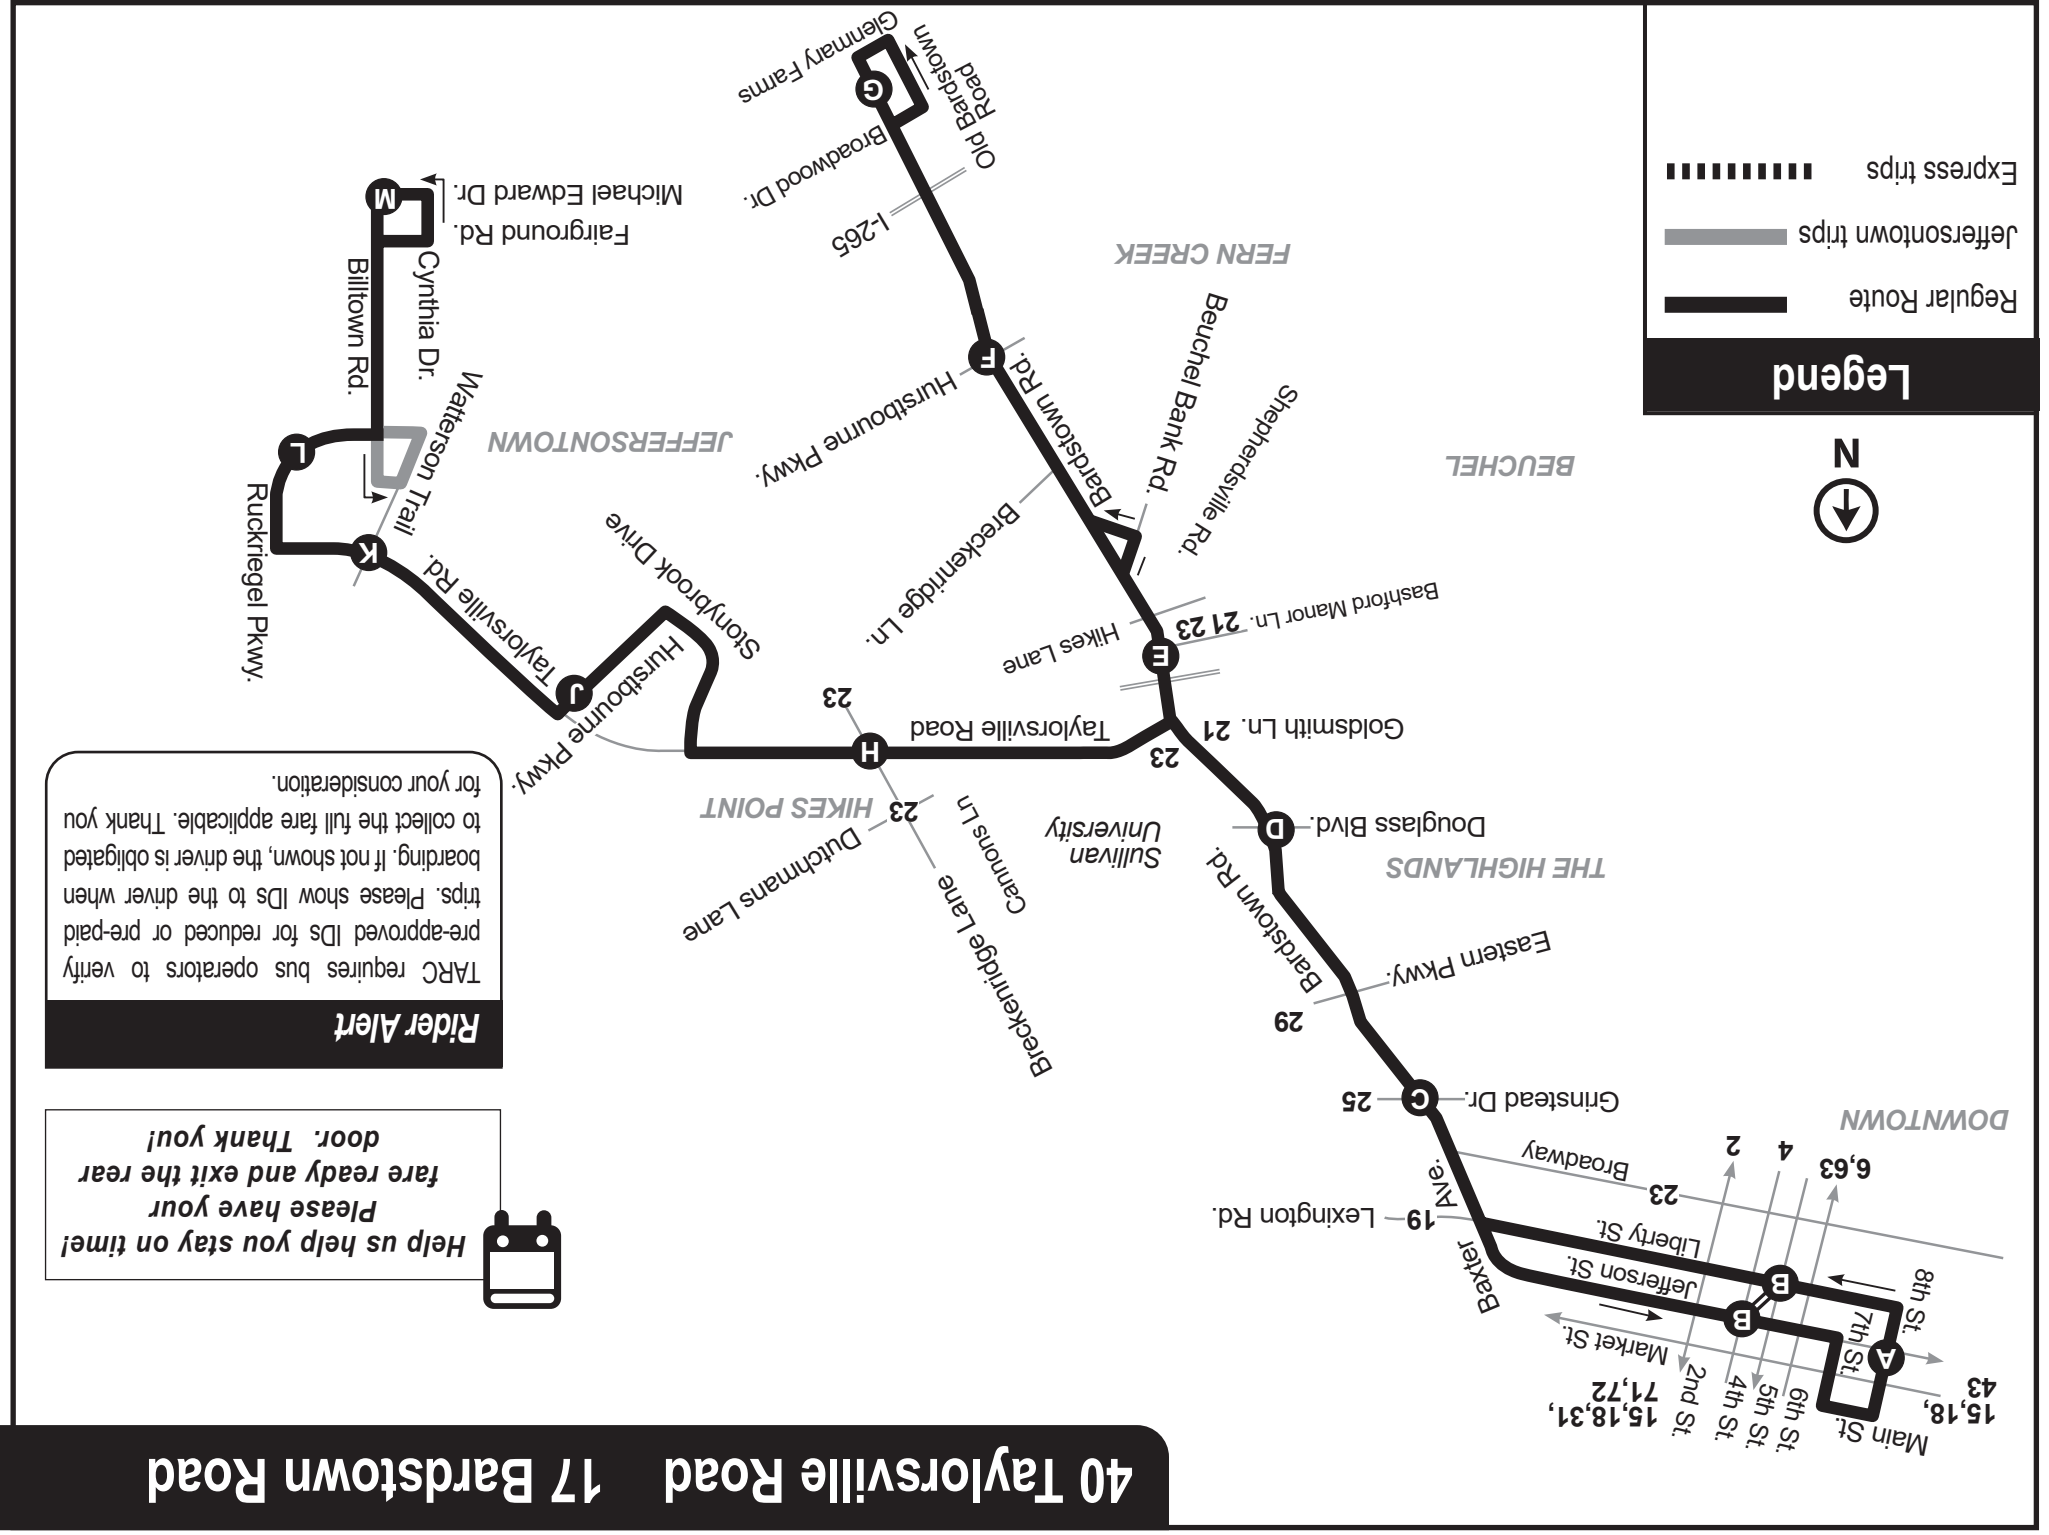 40 Taylorsville Road
17 Bardstown Road
Main St.
15,18,
43
6th St.
5th St.
4th St.
2nd St.
15,18,31,
71,72
A
7th St.
8th St.
Market St.
B
Jefferson St.
B
Liberty St.
Baxter
Ave.
19
Lexington Rd.
23
Broadway
6,63
4
2
DOWNTOWN
Grinstead Dr.
C
25
29
Eastern Pkwy.
Bardstown Rd.
THE HIGHLANDS
Douglass Blvd.
D
Sullivan
University
Goldsmith Ln.
21
23
Taylorsville Road
H
23
Breckenridge Lane
Cannons Ln
Dutchmans Lane
23
HIKES POINT
E
Bashford Manor Ln.
21 23
Hikes Lane
Shepherdsville Rd.
Beuchel Bank Rd.
BEUCHEL
Bardstown Rd.
Breckenridge Ln.
Hurstbourne Pkwy.
F
FERN CREEK
I-265
Old Bardstown
Road
Broadwood Dr.
G
Glenmary Farms
Stonybrook Drive
Hurstbourne Pkwy.
J
Taylorsville Rd.
K
Watterson Trail
Ruckriegel Pkwy.
L
JEFFERSONTOWN
Billtown Rd.
Cynthia Dr.
Fairground Rd.
Michael Edward Dr.
M
Help us help you stay on time!
Please have your
fare ready and exit the rear
door. Thank you!
Rider Alert
TARC requires bus operators to verify
pre-approved IDs for reduced or pre-paid
trips. Please show IDs to the driver when
boarding. If not shown, the driver is obligated
to collect the full fare applicable. Thank you
for your consideration.
N
Legend
Regular Route
Jeffersontown trips
Express trips